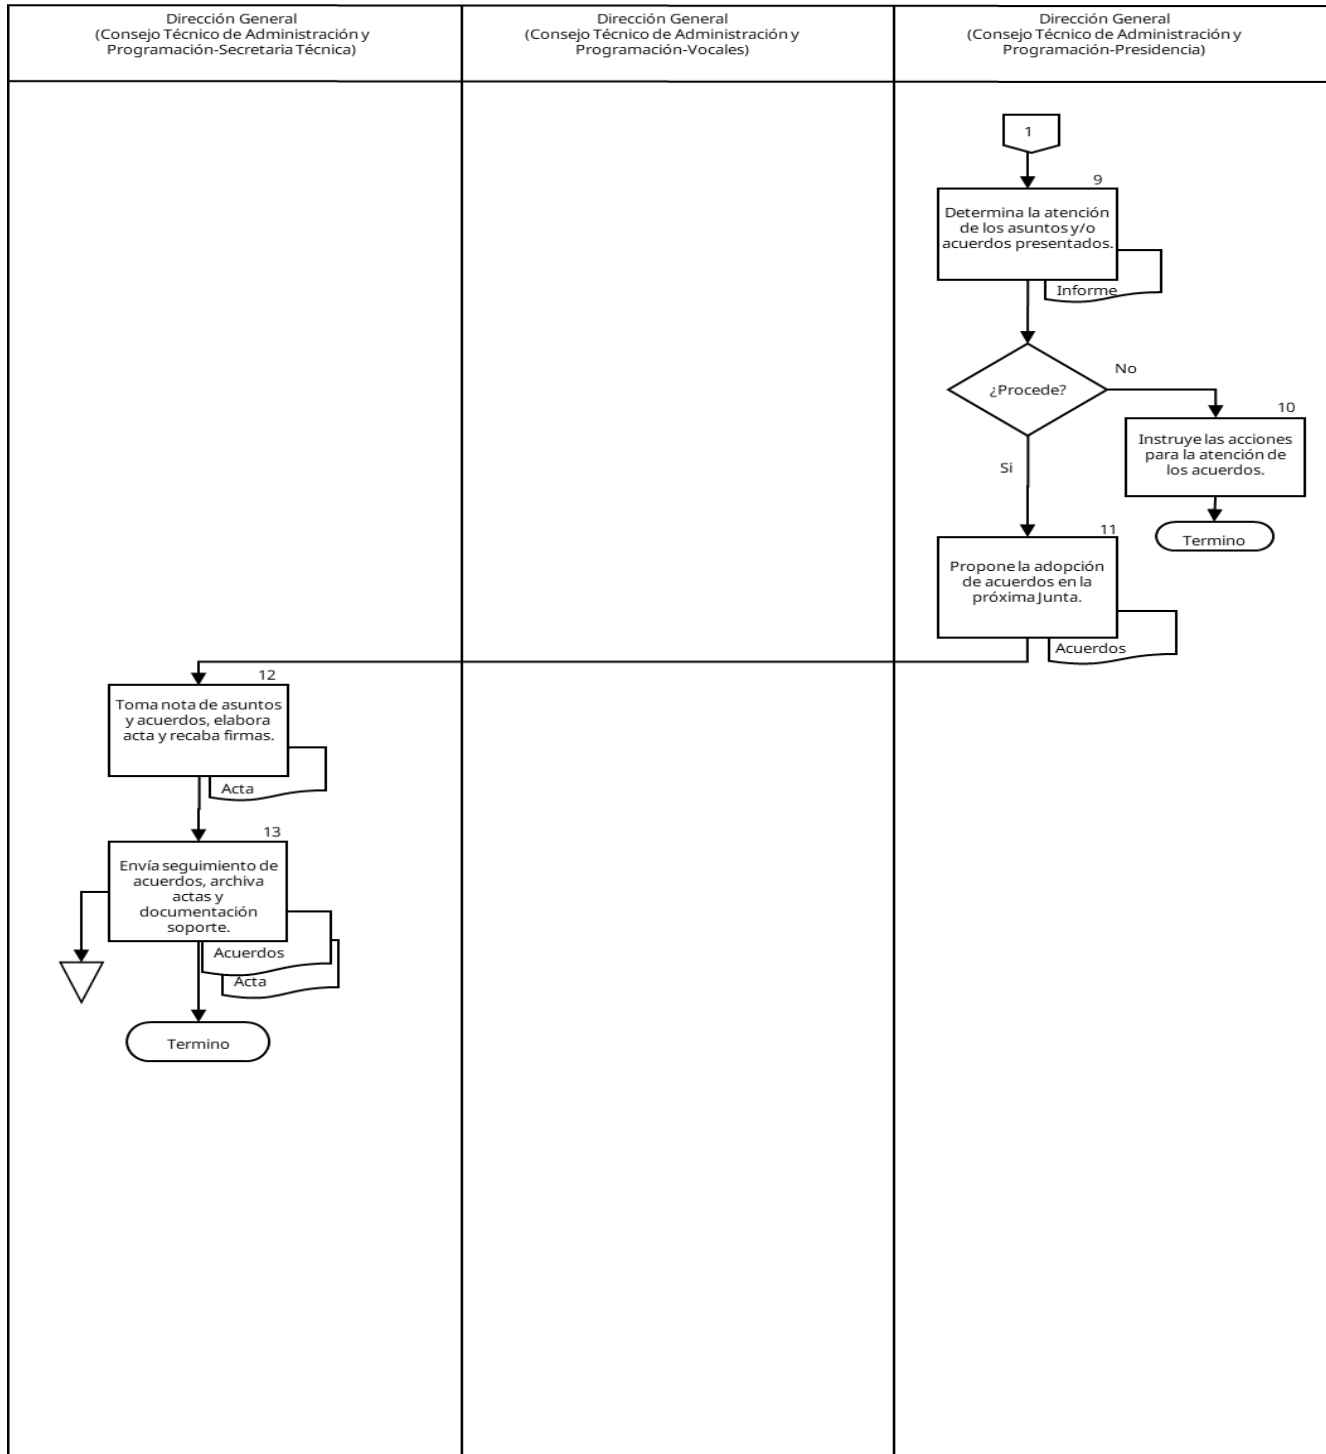 Dirección General
(Consejo Técnico de Administración y
Programación-Secretaria Técnica)
Dirección General
(Consejo Técnico de Administración y
Programación-Vocales)
Dirección General
(Consejo Técnico de Administración y
Programación-Presidencia)
1
9
Determina la atención
de los asuntos y/o
acuerdos presentados.
Informe
¿Procede?
No
10
Instruye las acciones
para la atención de
los acuerdos.
Termino
Si
11
Propone la adopción
de acuerdos en la
próxima Junta.
Acuerdos
12
Toma nota de asuntos
y acuerdos, elabora
acta y recaba firmas.
Acta
13
Envía seguimiento de
acuerdos, archiva
actas y
documentación
soporte.
Acuerdos
Acta
Termino